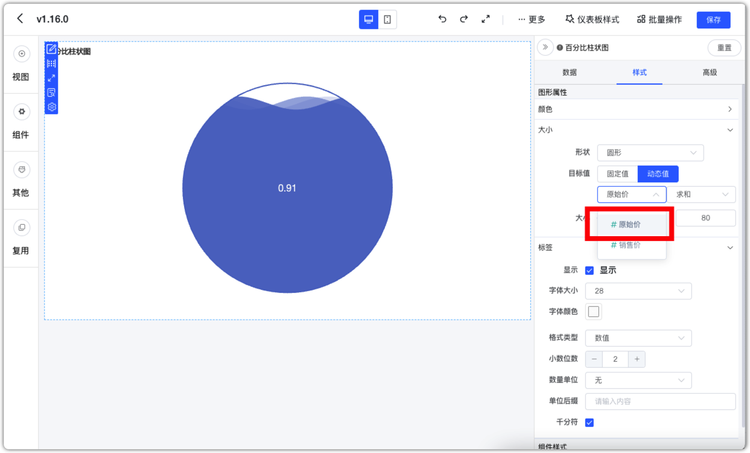 v1.16.0
更多
仪表板样式
批量操作
保存
视图
组件
其他
复用
分比柱状图
0.91
百分比柱状图
重置
数据
样式
高级
图形属性
颜色
大小
形状
圆形
目标值
固定值
动态值
原始价
求和
大小
80
# 原始价
# 销售价
标签
显示
显示
字体大小
28
字体颜色
格式类型
数值
小数位数
− 2 +
数量单位
无
单位后缀
请输入内容
千分符
组件样式